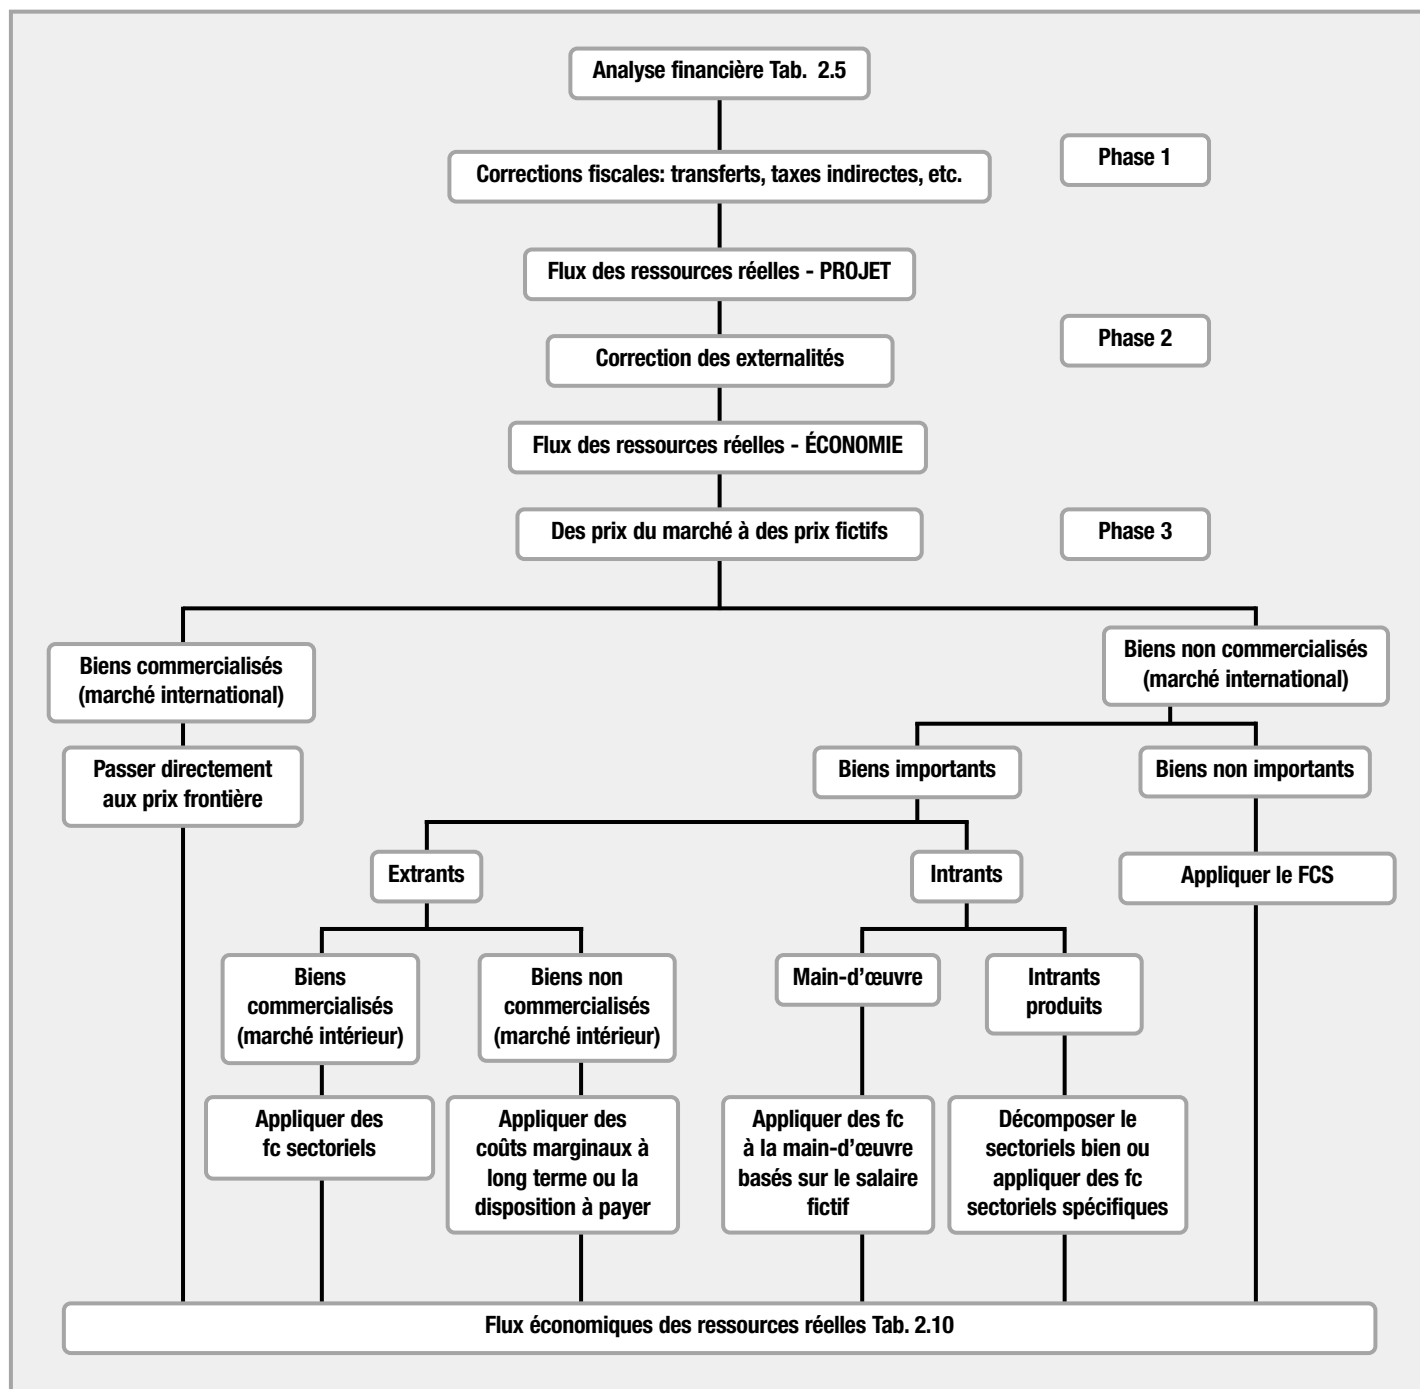 Analyse financière Tab. 2.5
Corrections fiscales: transferts, taxes indirectes, etc.
Phase 1
Flux des ressources réelles - PROJET
Phase 2
Correction des externalités
Flux des ressources réelles - ÉCONOMIE
Des prix du marché à des prix fictifs
Phase 3
Biens commercialisés
(marché international)
Biens non commercialisés
(marché international)
Passer directement
aux prix frontière
Biens importants
Biens non importants
Extrants
Intrants
Appliquer le FCS
Biens
commercialisés
(marché intérieur)
Biens non
commercialisés
(marché intérieur)
Main-d'œuvre
Intrants
produits
Appliquer des
fc sectoriels
Appliquer des
coûts marginaux à
long terme ou la
disposition à payer
Appliquer des fc
à la main-d'œuvre
basés sur le salaire
fictif
Décomposer le
sectoriels bien ou
appliquer des fc
sectoriels spécifiques
Flux économiques des ressources réelles Tab. 2.10